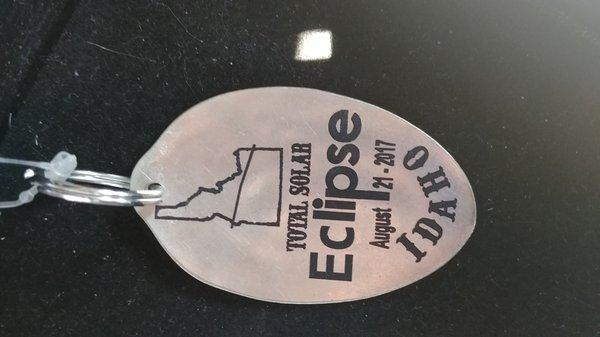 TOTAL SOLAR
Eclipse
August 21 - 2017
IDAHO